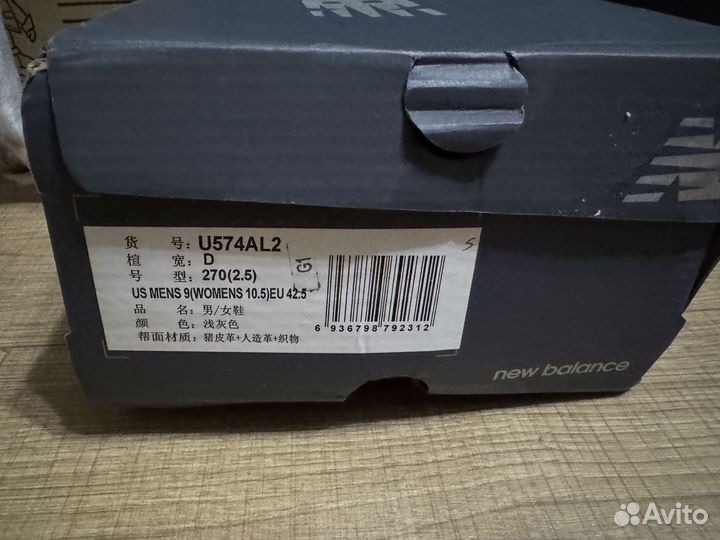 货 号: U574AL2
楦 宽: D
号 型: 270(2.5)
US MENS 9(WOMENS 10.5)EU 42.5
品 名: 男/女鞋
颜 色: 浅灰色
帮面材质: 猪皮革+人造革+织物
G1
S
6 936798 792312
new balance
Avito